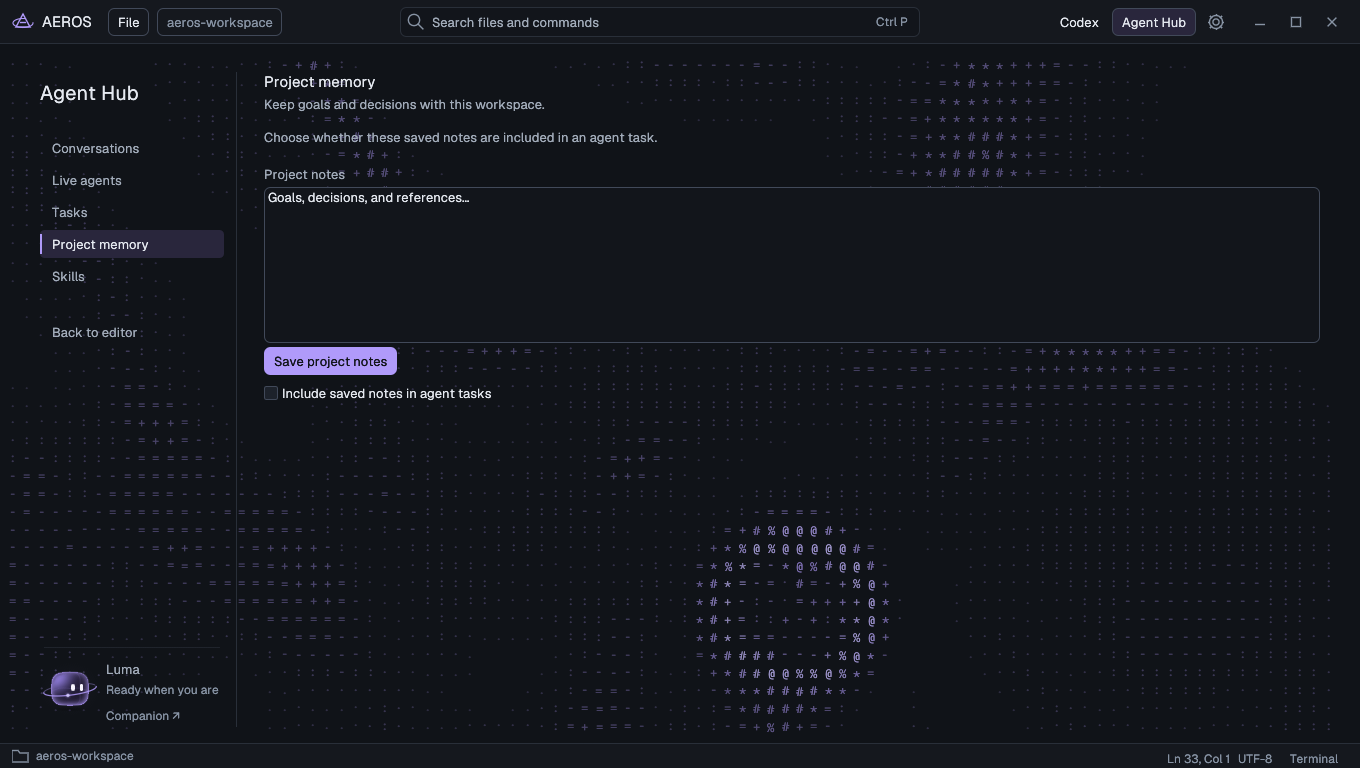 AEROS
File
aeros-workspace
Search files and commands
Ctrl P
Codex
Agent Hub
Agent Hub
Conversations
Live agents
Tasks
Project memory
Skills
Back to editor
Project memory
Keep goals and decisions with this workspace.
Choose whether these saved notes are included in an agent task.
Project notes
Goals, decisions, and references…
Save project notes
Include saved notes in agent tasks
Luma
Ready when you are
Companion ↗
aeros-workspace
Ln 33, Col 1
UTF-8
Terminal